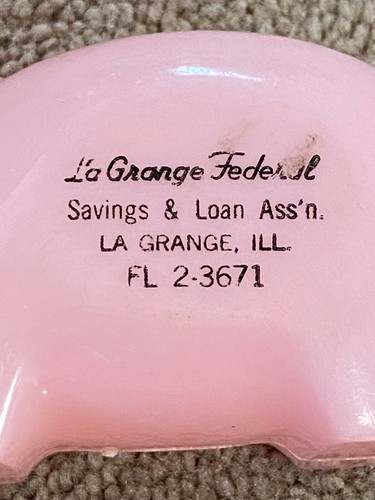 La Grange Federal
Savings & Loan Ass'n.
LA GRANGE, ILL.
FL 2-3671